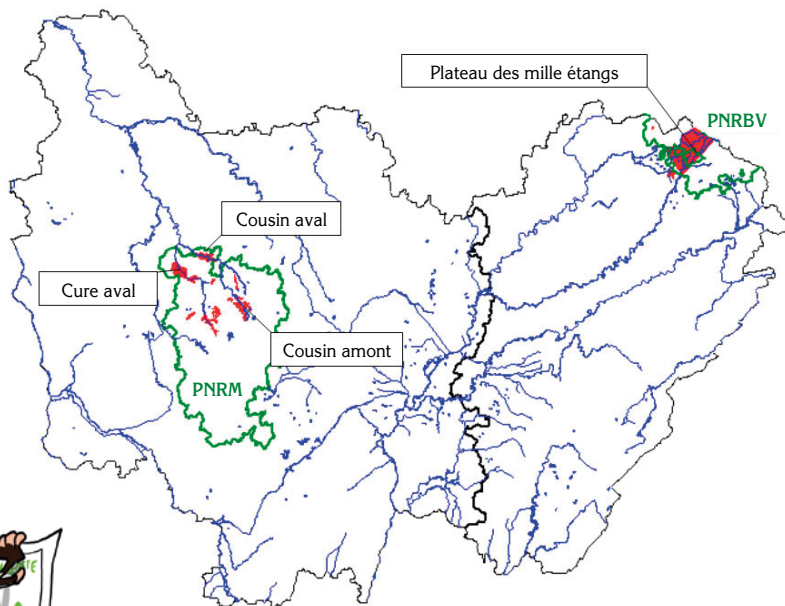 Plateau des mille étangs
PNRBV
Cousin aval
Cure aval
Cousin amont
PNRM